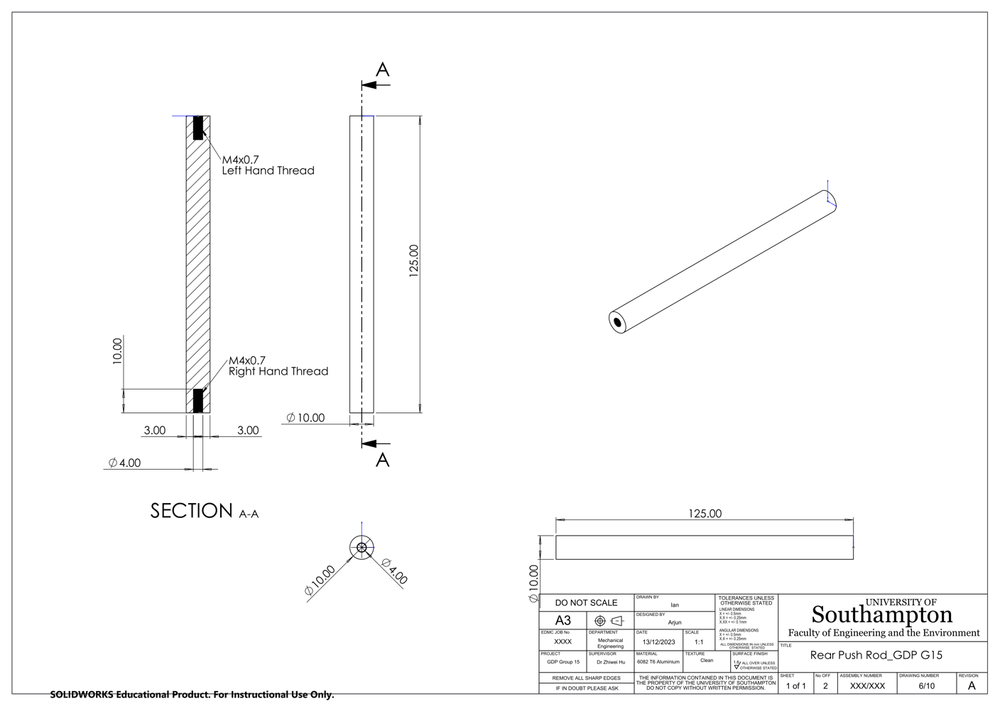 A
M4x0.7
Left Hand Thread
125.00
10.00
M4x0.7
Right Hand Thread
∅10.00
3.00
3.00
A
∅4.00
SECTION A-A
125.00
∅10.00
∅4.00
∅10.00
DO NOT SCALE
A3
DRAWN BY
Ian
DESIGNED BY
Arjun
TOLERANCES UNLESS
OTHERWISE STATED
LINEAR DIMENSIONS
X = +/- 0.5mm
X.X = +/- 0.25mm
X.XX = +/- 0.1mm
ANGULAR DIMENSIONS
X = +/- 0.5mm
X.X = +/- 0.25mm
ALL DIMENSIONS IN mm UNLESS
OTHERWISE STATED
EDMC JOB No
XXXX
DEPARTMENT
Mechanical
Engineering
DATE
13/12/2023
SCALE
1:1
PROJECT
GDP Group 15
SUPERVISOR
Dr Zhiwei Hu
MATERIAL
6082 T6 Aluminium
TEXTURE
Clean
SURFACE FINISH
1.6 ALL OVER UNLESS
OTHERWISE STATED
REMOVE ALL SHARP EDGES
IF IN DOUBT PLEASE ASK
THE INFORMATION CONTAINED IN THIS DOCUMENT IS
THE PROPERTY OF THE UNIVERSITY OF SOUTHAMPTON
DO NOT COPY WITHOUT WRITTEN PERMISSION.
UNIVERSITY OF
Southampton
Faculty of Engineering and the Environment
TITLE
Rear Push Rod_GDP G15
SHEET
1 of 1
No OFF
2
ASSEMBLY NUMBER
XXX/XXX
DRAWING NUMBER
6/10
REVISION
A
SOLIDWORKS Educational Product. For Instructional Use Only.